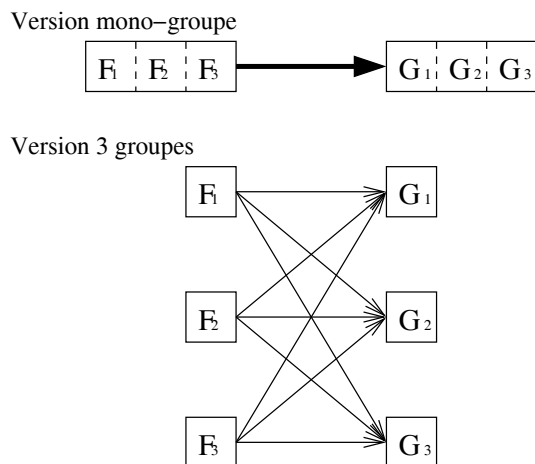 Version mono-groupe
F1 F2 F3 G1 G2 G3
Version 3 groupes
F1 G1
F2 G2
F3 G3